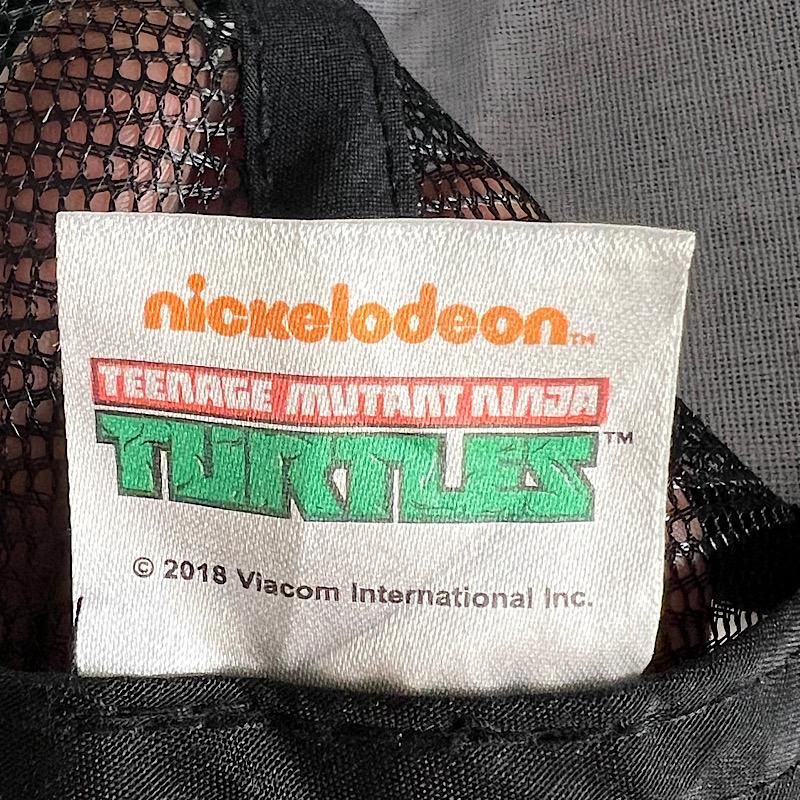 nickelodeon™
TEENAGE MUTANT NINJA
TURTLES™
© 2018 Viacom International Inc.